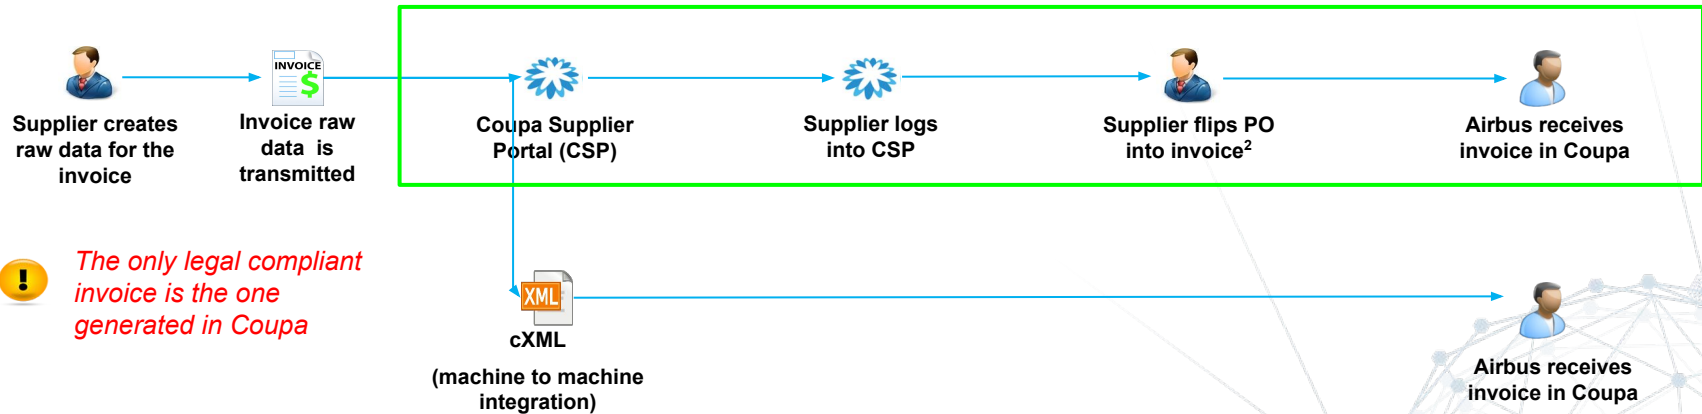 INVOICE
$
Supplier creates
raw data for the
invoice
Invoice raw
data is
transmitted
Coupa Supplier
Portal (CSP)
Supplier logs
into CSP
Supplier flips PO
into invoice²
Airbus receives
invoice in Coupa
!
The only legal compliant
invoice is the one
generated in Coupa
XML
cXML
(machine to machine
integration)
Airbus receives
invoice in Coupa